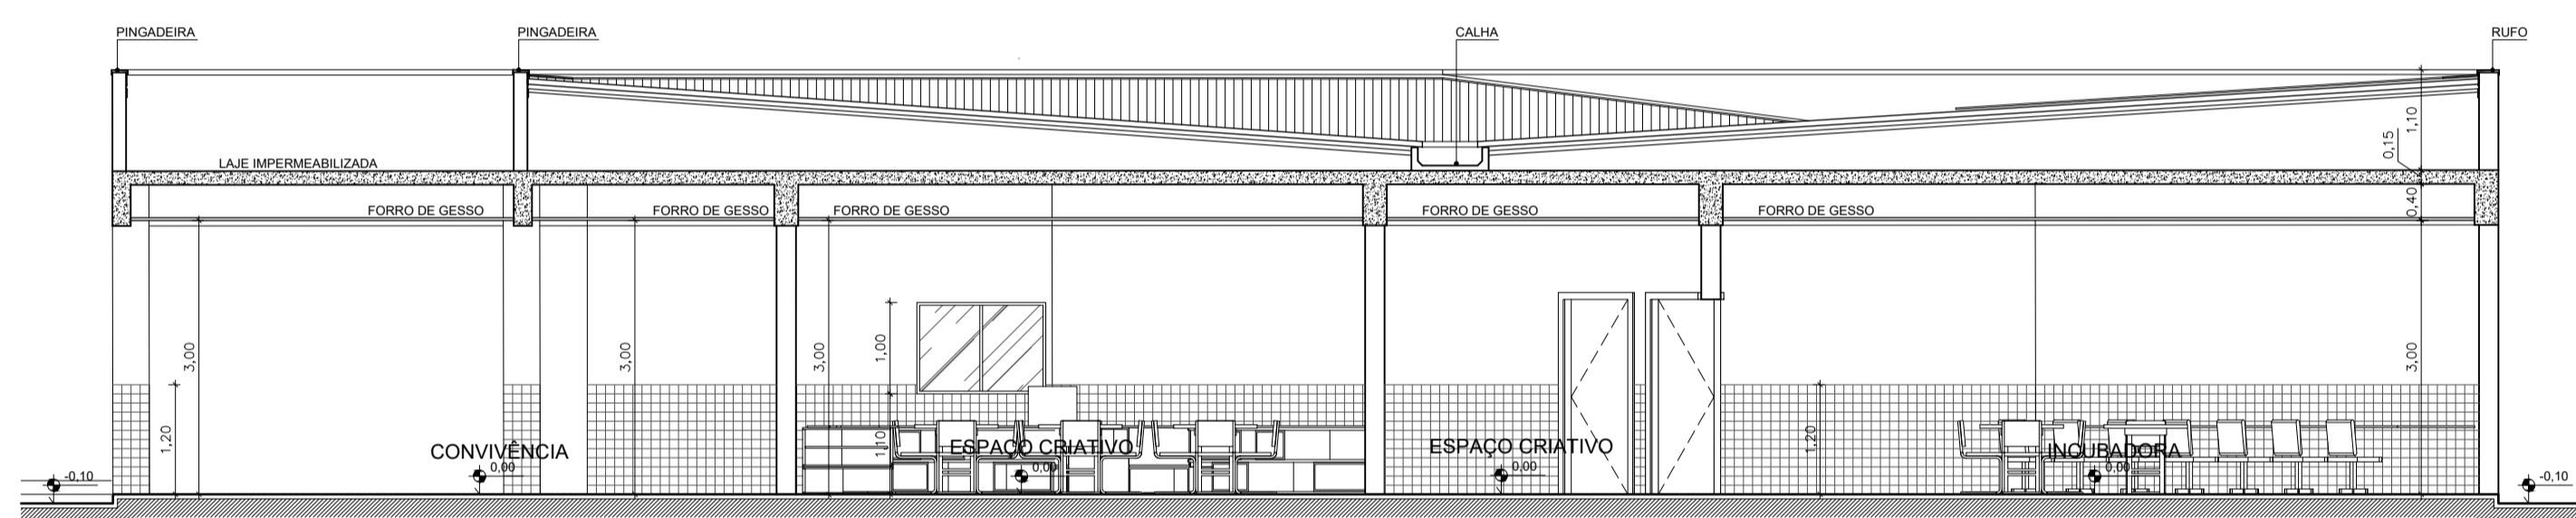 PINGADEIRA
PINGADEIRA
CALHA
RUFO
1,10
0,15
LAJE IMPERMEABILIZADA
0,40
FORRO DE GESSO
FORRO DE GESSO
FORRO DE GESSO
FORRO DE GESSO
FORRO DE GESSO
3,00
3,00
3,00
1,00
3,00
1,20
1,10
1,20
CONVIVÊNCIA
ESPAÇO CRIATIVO
ESPAÇO CRIATIVO
INCUBADORA
-0,10
0,00
0,00
0,00
0,00
-0,10